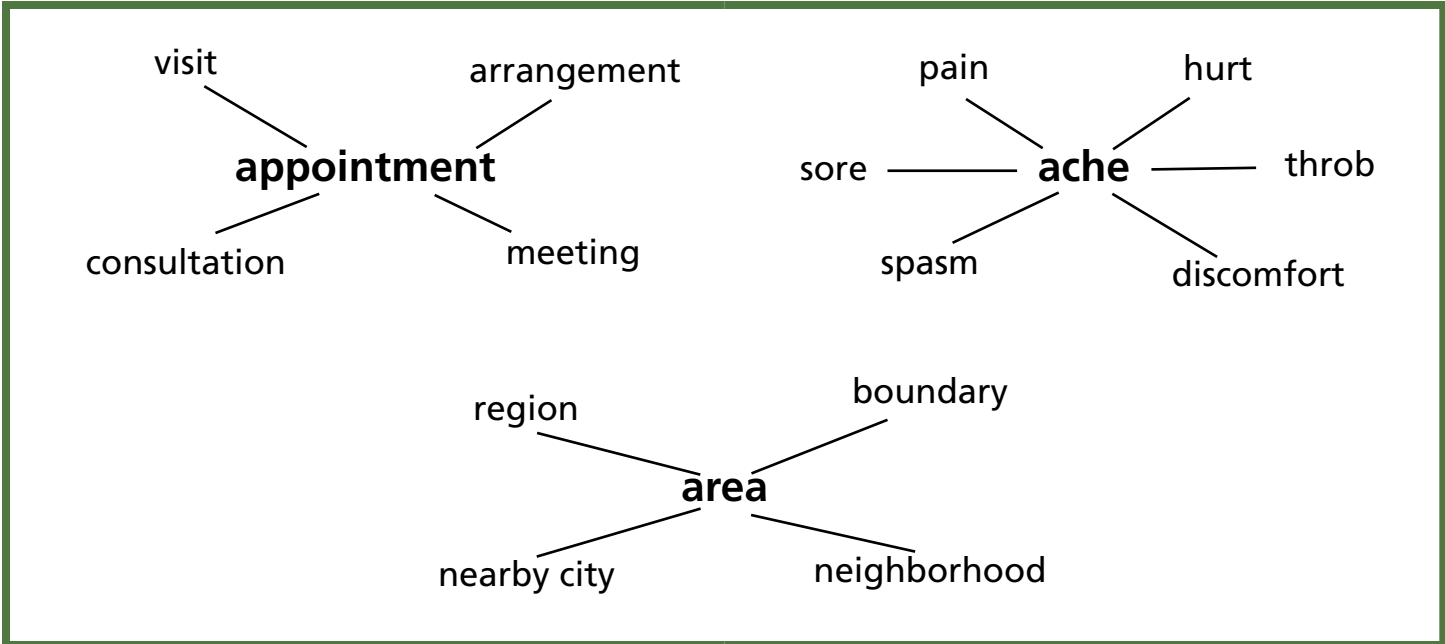 visit
arrangement
appointment
consultation
meeting
pain
hurt
sore
ache
throb
spasm
discomfort
region
boundary
area
nearby city
neighborhood